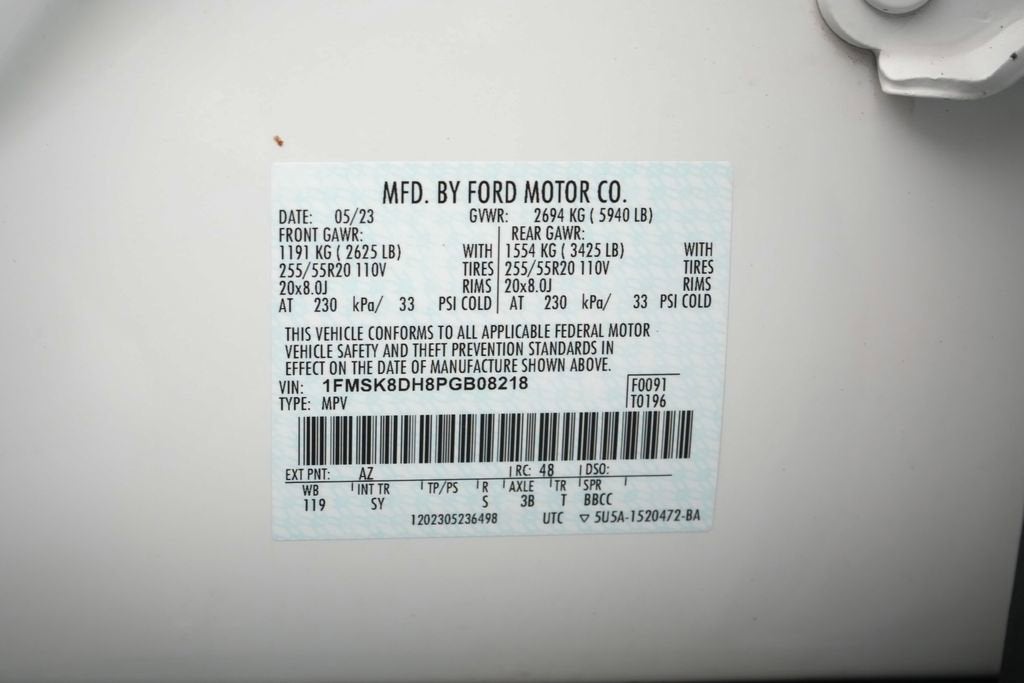 MFD. BY FORD MOTOR CO.
DATE: 05/23 GVWR: 2694 KG ( 5940 LB)
FRONT GAWR: REAR GAWR:
1191 KG ( 2625 LB) WITH 1554 KG ( 3425 LB) WITH
255/55R20 110V TIRES 255/55R20 110V TIRES
20x8.0J RIMS 20x8.0J RIMS
AT 230 kPa/ 33 PSI COLD AT 230 kPa/ 33 PSI COLD
THIS VEHICLE CONFORMS TO ALL APPLICABLE FEDERAL MOTOR
VEHICLE SAFETY AND THEFT PREVENTION STANDARDS IN
EFFECT ON THE DATE OF MANUFACTURE SHOWN ABOVE.
VIN: 1FMSK8DH8PGB08218 F0091
TYPE: MPV T0196
EXT PNT: AZ RC: 48 DSO:
WB INT TR TP/PS R AXLE TR SPR
119 SY S 3B T BBCC
1202305236498 UTC ▽ 5U5A-1520472-BA